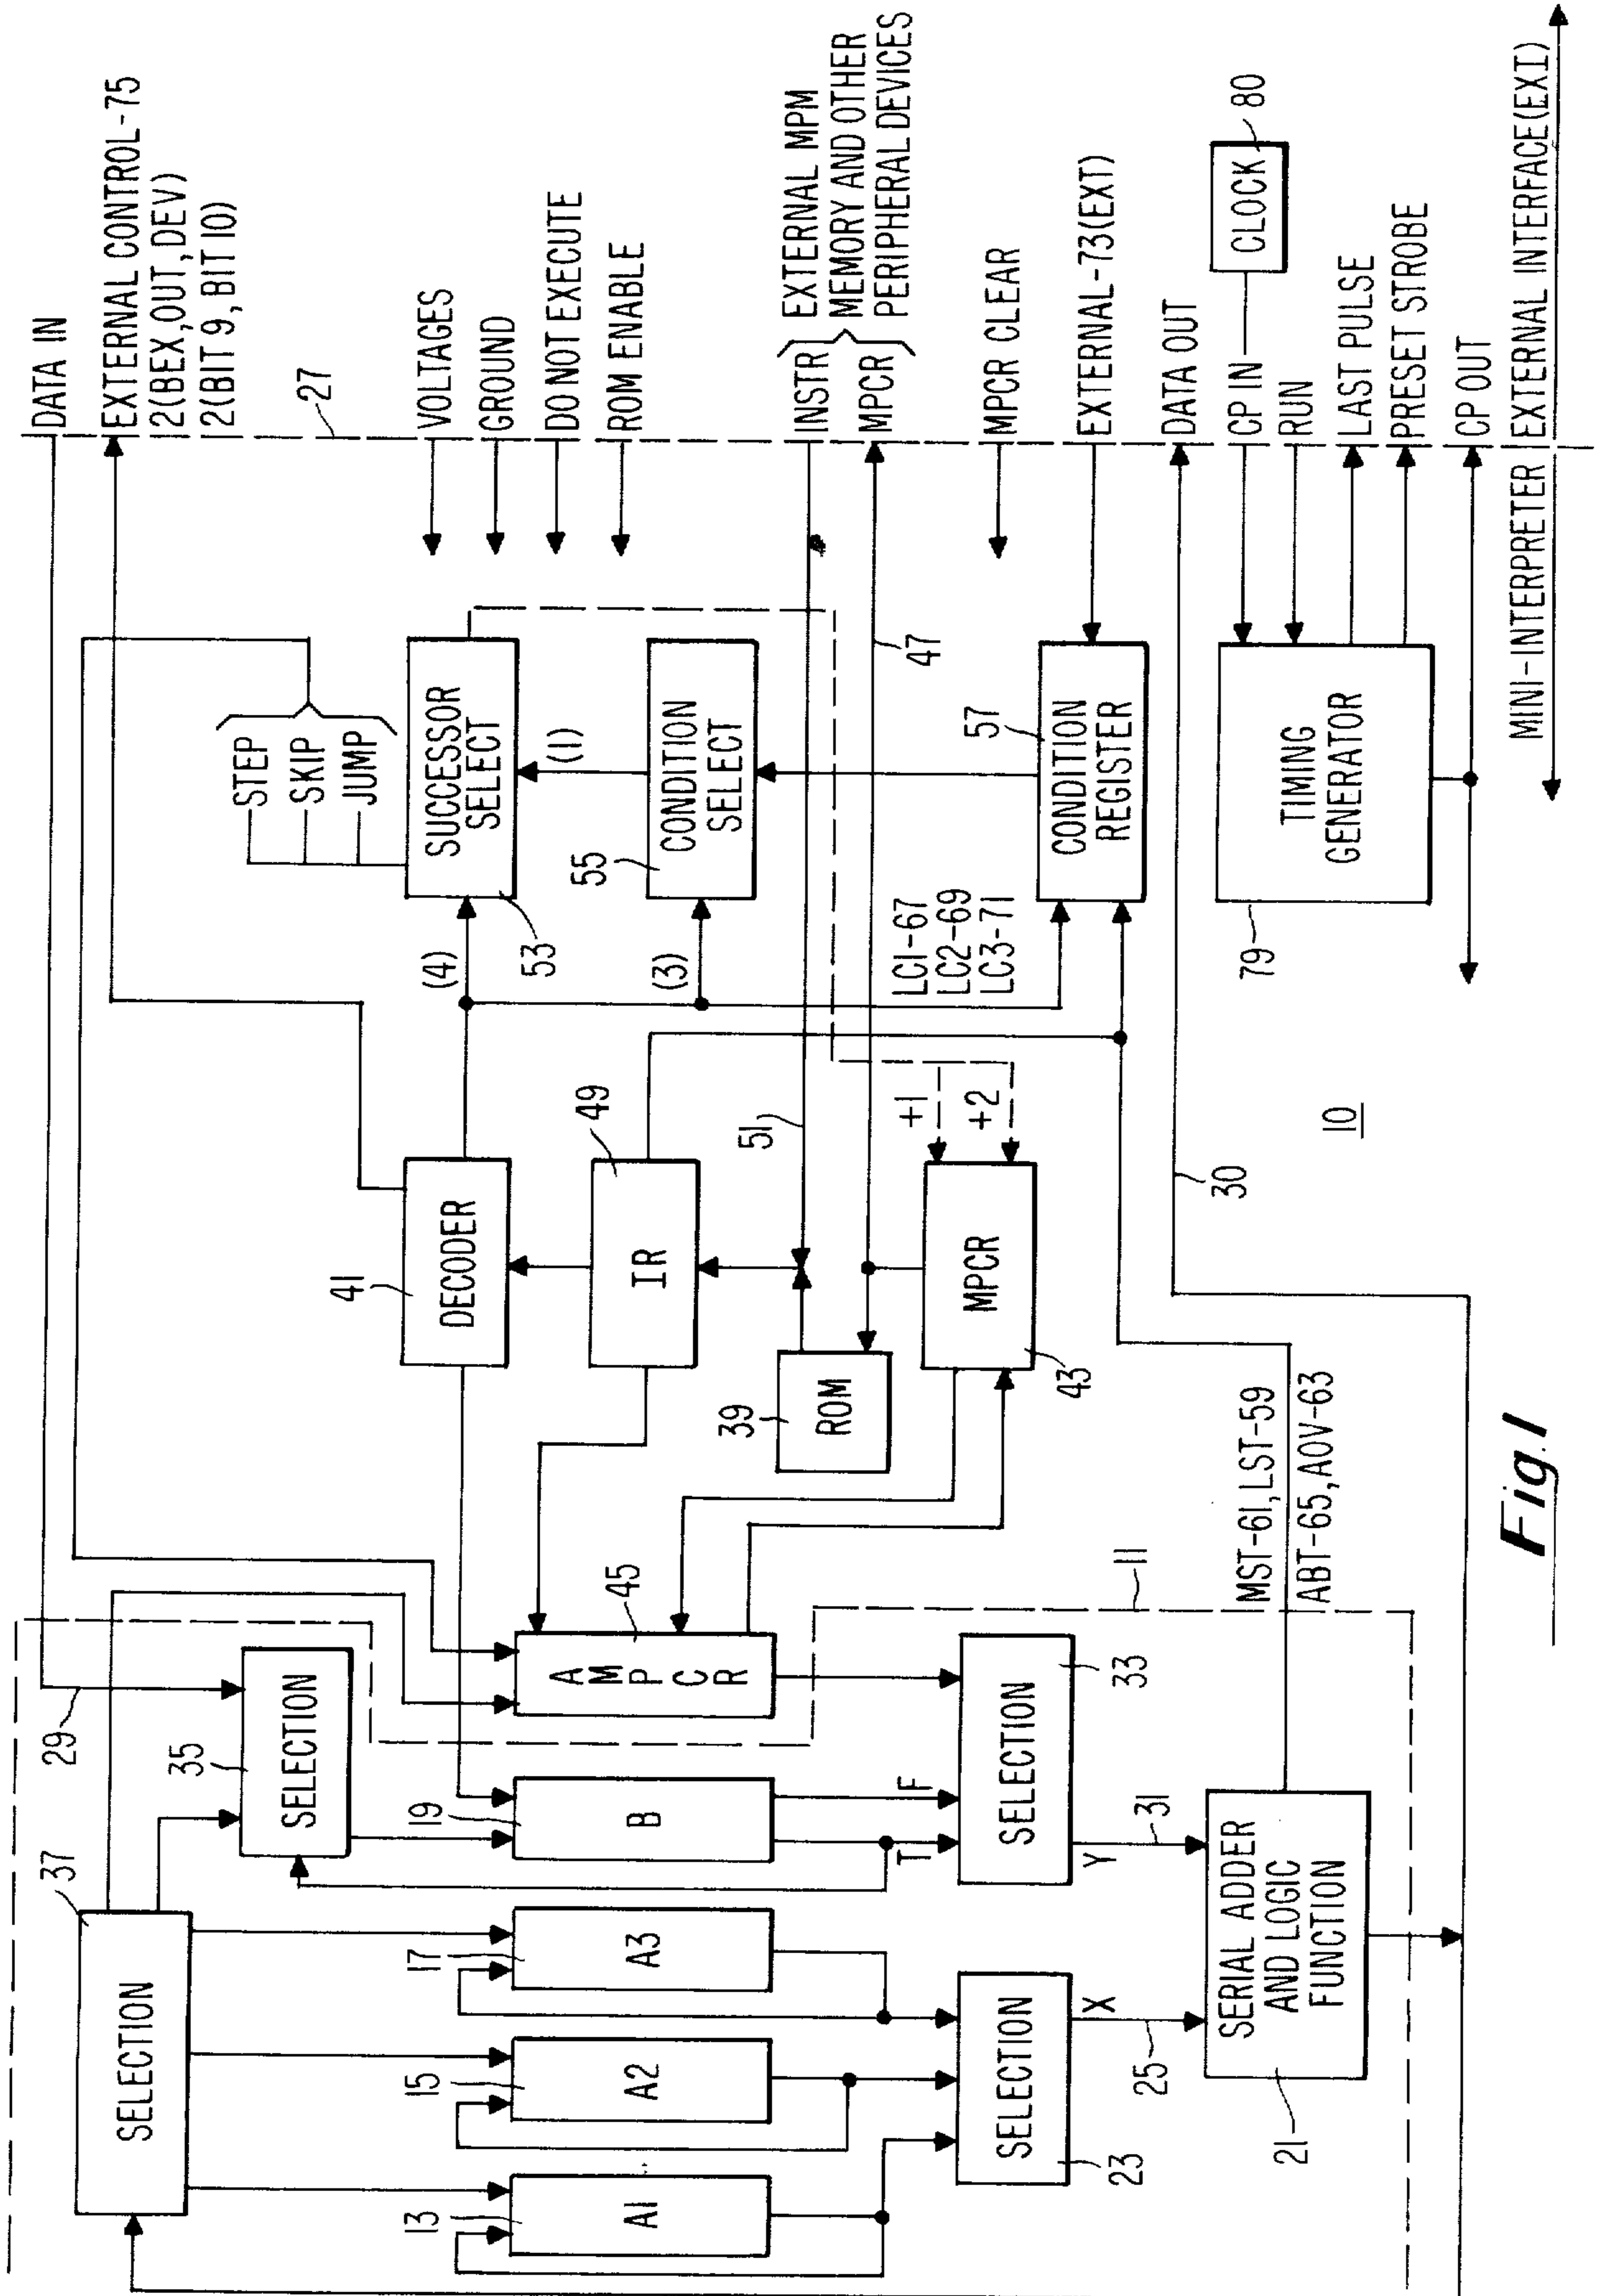 DATA IN
EXTERNAL CONTROL-75
2(BEX,OUT,DEV)
2(BIT 9, BIT 10)
27
VOLTAGES
GROUND
DO NOT EXECUTE
ROM ENABLE
INSTR
MPCR
EXTERNAL MPM
MEMORY AND OTHER
PERIPHERAL DEVICES
MPCR CLEAR
EXTERNAL-73(EXT)
DATA OUT
CP IN
CLOCK
80
RUN
LAST PULSE
PRESET STROBE
CP OUT
MINI-INTERPRETER
EXTERNAL INTERFACE(EXI)
STEP
SKIP
JUMP
SUCCESSOR
SELECT
53
(4)
(1)
55
CONDITION
SELECT
(3)
47
57
CONDITION
REGISTER
LC1-67
LC2-69
LC3-71
TIMING
GENERATOR
79
41
DECODER
49
IR
51
39
ROM
+1
+2
MPCR
43
30
10
29
35
SELECTION
45
AMPCR
11
MST-61,LST-59
ABT-65,AOV-63
37
SELECTION
19
B
T
F
SELECTION
33
Y
31
17
A3
15
A2
13
A1
SELECTION
23
X
25
SERIAL ADDER
AND LOGIC
FUNCTION
21
Fig.1